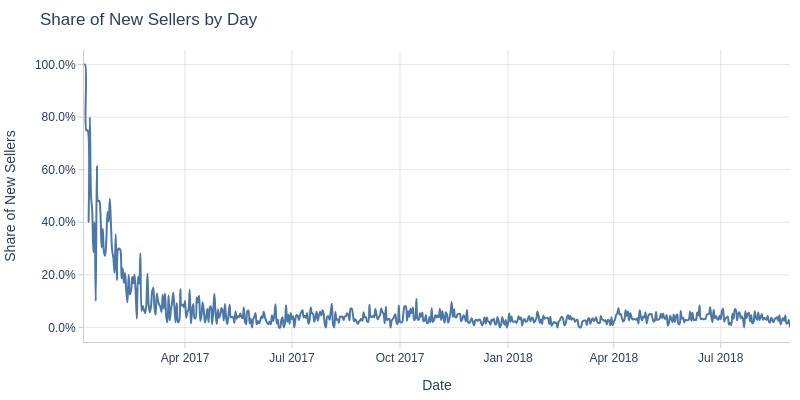 Share of New Sellers by Day
100.0%
80.0%
60.0%
40.0%
20.0%
0.0%
Share of New Sellers
Apr 2017
Jul 2017
Oct 2017
Jan 2018
Apr 2018
Jul 2018
Date